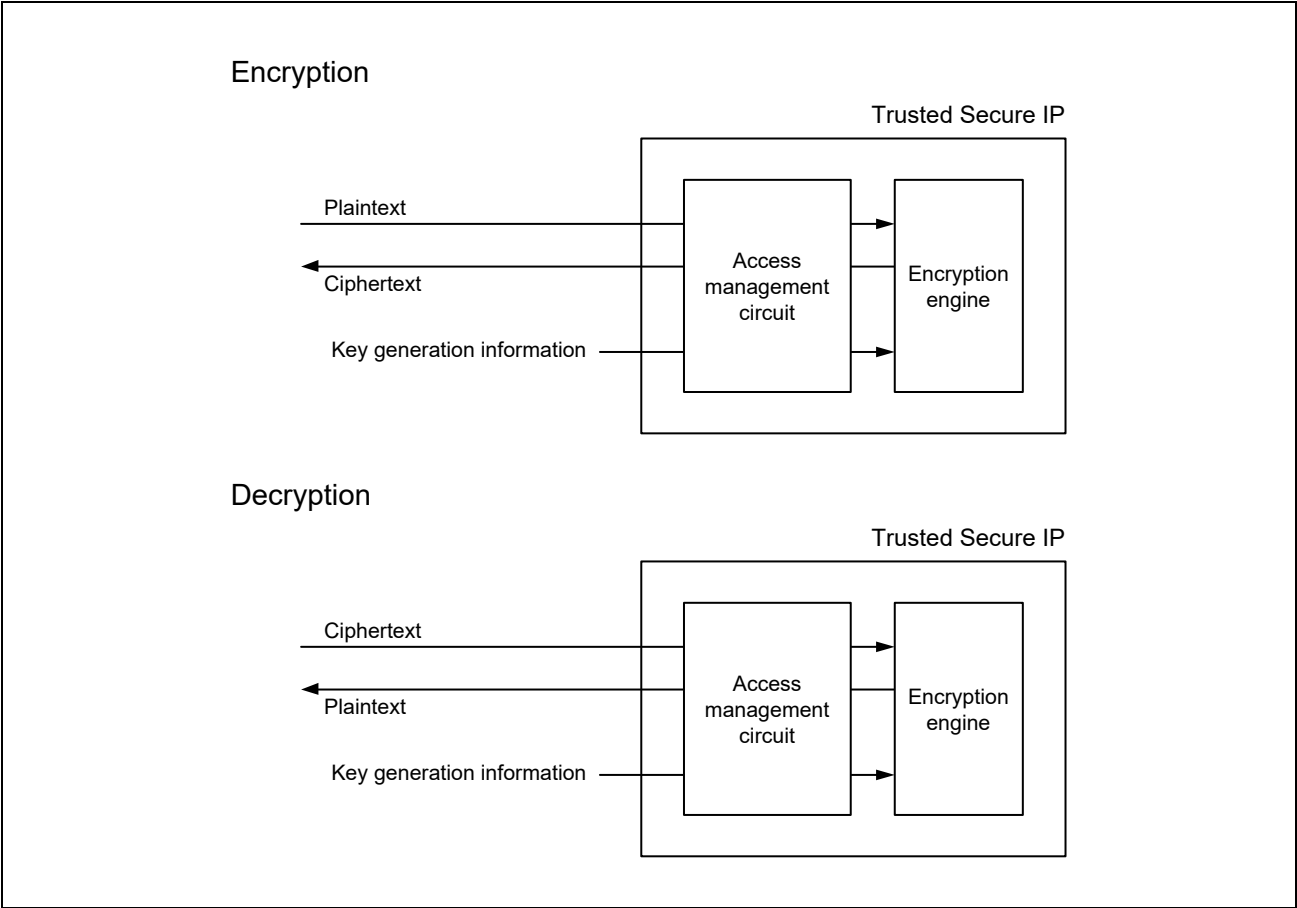 Encryption
Trusted Secure IP
Plaintext
Ciphertext
Key generation information
Access
management
circuit
Encryption
engine
Decryption
Trusted Secure IP
Ciphertext
Plaintext
Key generation information
Access
management
circuit
Encryption
engine